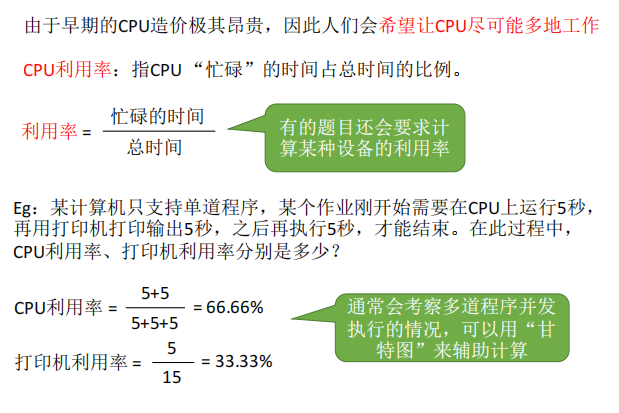 由于早期的CPU造价极其昂贵，因此人们会希望让CPU尽可能多地工作
CPU利用率：指CPU “忙碌”的时间占总时间的比例。
利用率 = 忙碌的时间 / 总时间
有的题目还会要求计
算某种设备的利用率
Eg：某计算机只支持单道程序，某个作业刚开始需要在CPU上运行5秒，
再用打印机打印输出5秒，之后再执行5秒，才能结束。在此过程中，
CPU利用率、打印机利用率分别是多少？
CPU利用率 = 5+5 / 5+5+5 = 66.66%
打印机利用率 = 5 / 15 = 33.33%
通常会考察多道程序并发
执行的情况，可以用“甘
特图”来辅助计算